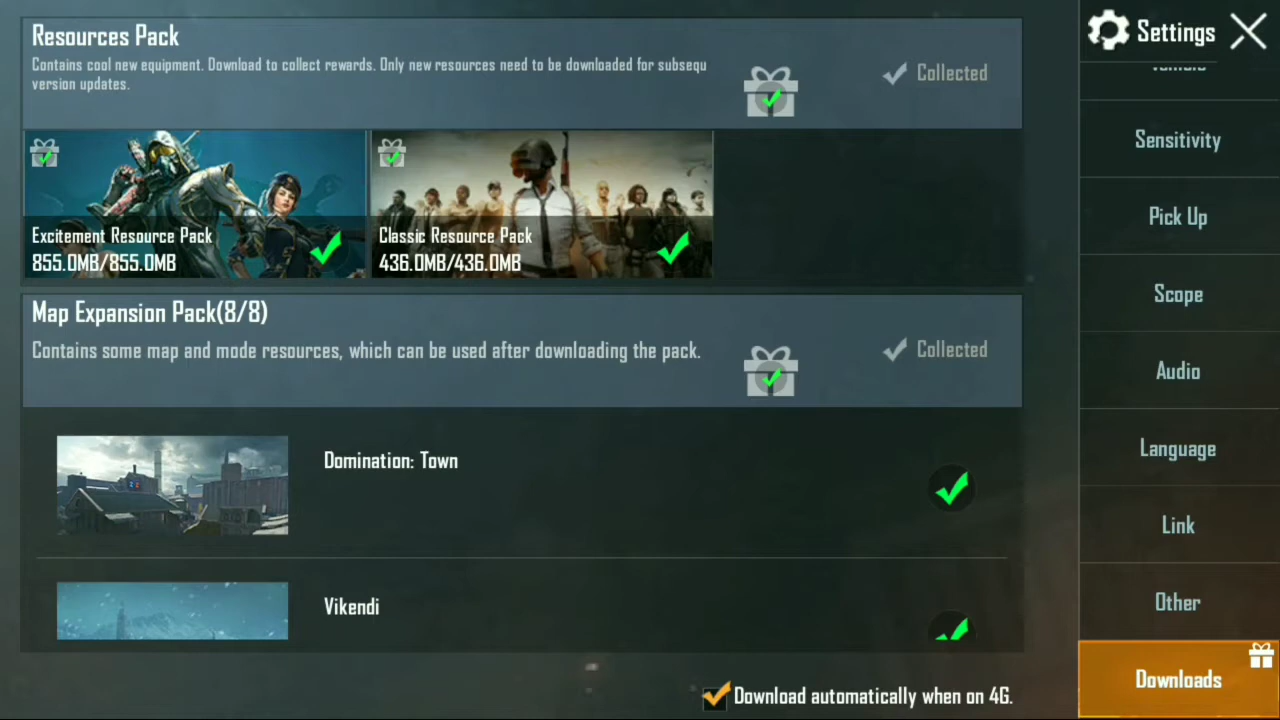 Resources Pack
Contains cool new equipment. Download to collect rewards. Only new resources need to be downloaded for subsequ
version updates.
Collected
Excitement Resource Pack
855.0MB/855.0MB
Classic Resource Pack
436.0MB/436.0MB
Map Expansion Pack(8/8)
Contains some map and mode resources, which can be used after downloading the pack.
Collected
Domination: Town
Vikendi
Download automatically when on 4G.
Settings
Sensitivity
Pick Up
Scope
Audio
Language
Link
Other
Downloads